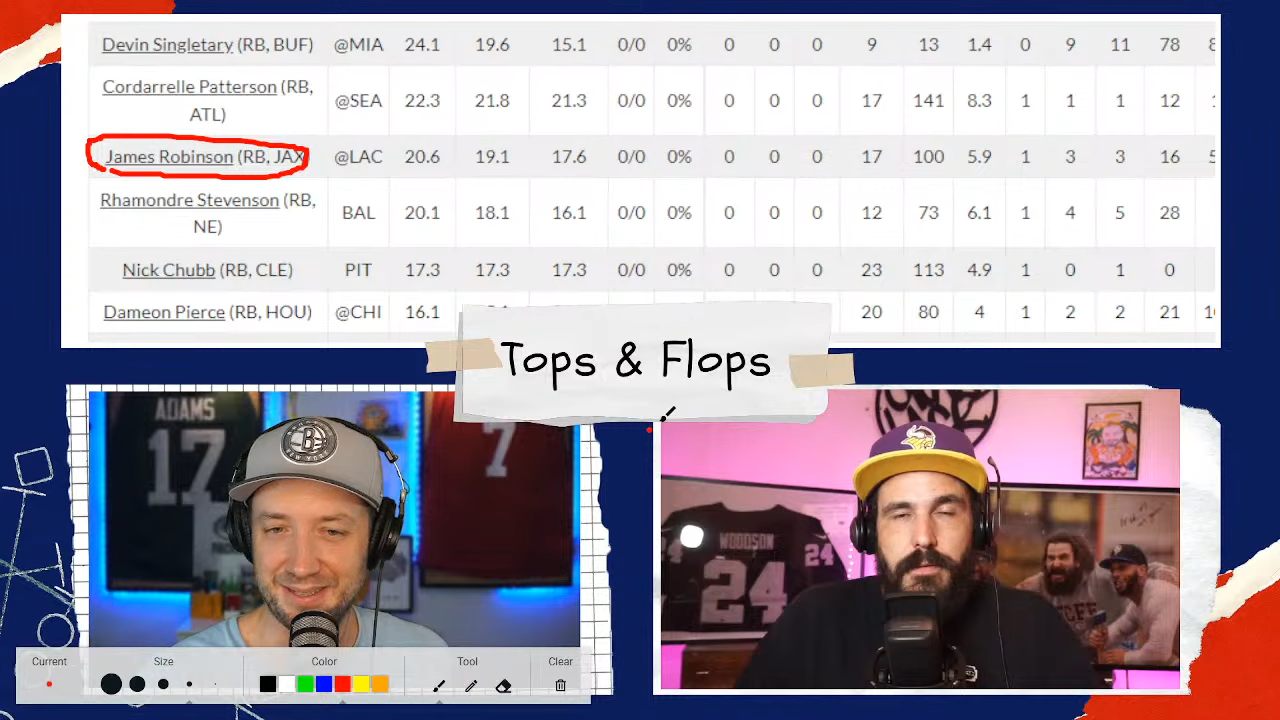 Devin Singletary (RB, BUF) @MIA 24.1 19.6 15.1 0/0 0% 0 0 0 9 13 1.4 0 9 11 78
Cordarrelle Patterson (RB, ATL) @SEA 22.3 21.8 21.3 0/0 0% 0 0 0 17 141 8.3 1 1 1 12
James Robinson (RB, JAX @LAC 20.6 19.1 17.6 0/0 0% 0 0 0 17 100 5.9 1 3 3 16
Rhamondre Stevenson (RB, NE) BAL 20.1 18.1 16.1 0/0 0% 0 0 0 12 73 6.1 1 4 5 28
Nick Chubb (RB, CLE) PIT 17.3 17.3 17.3 0/0 0% 0 0 0 23 113 4.9 1 0 1 0
Dameon Pierce (RB, HOU) @CHI 16.1 20 80 4 1 2 2 21
Tops & Flops
ADAMS
17
7
B
WOODSON
24
24
24
Current Size Color Tool Clear